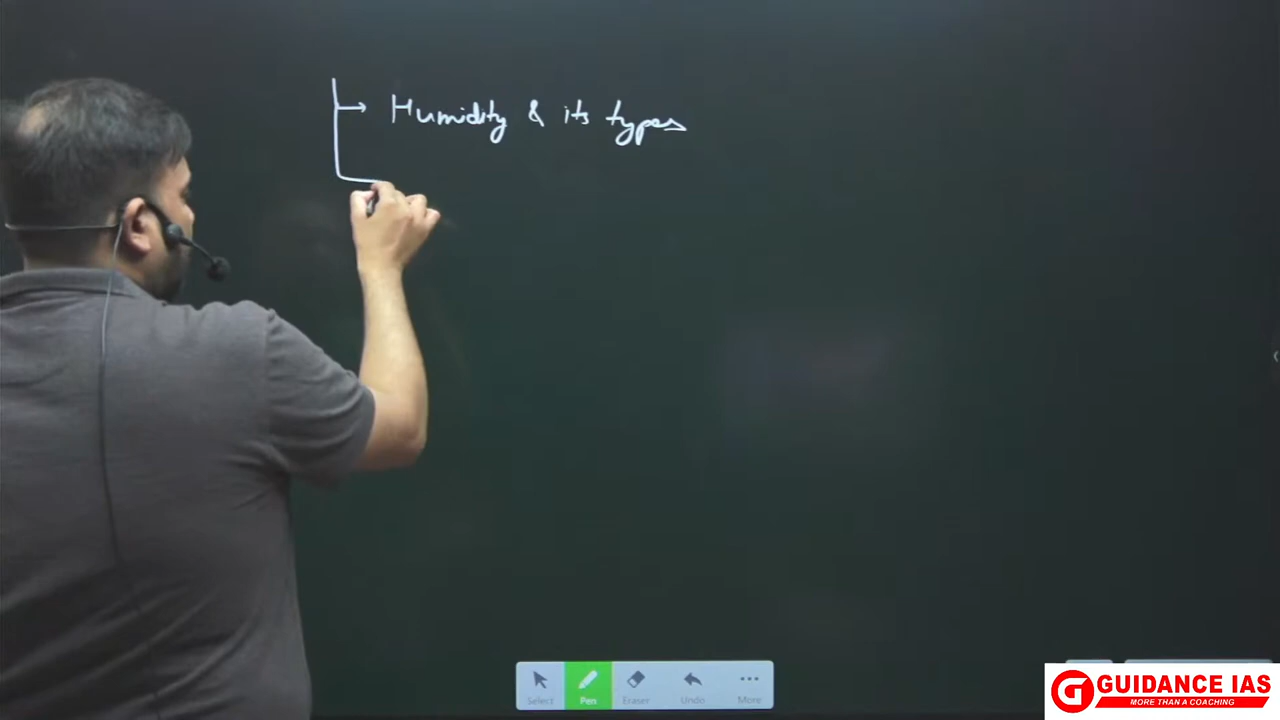 Humidity & its types
Select Pen Eraser Undo More
GUIDANCE IAS
MORE THAN A COACHING